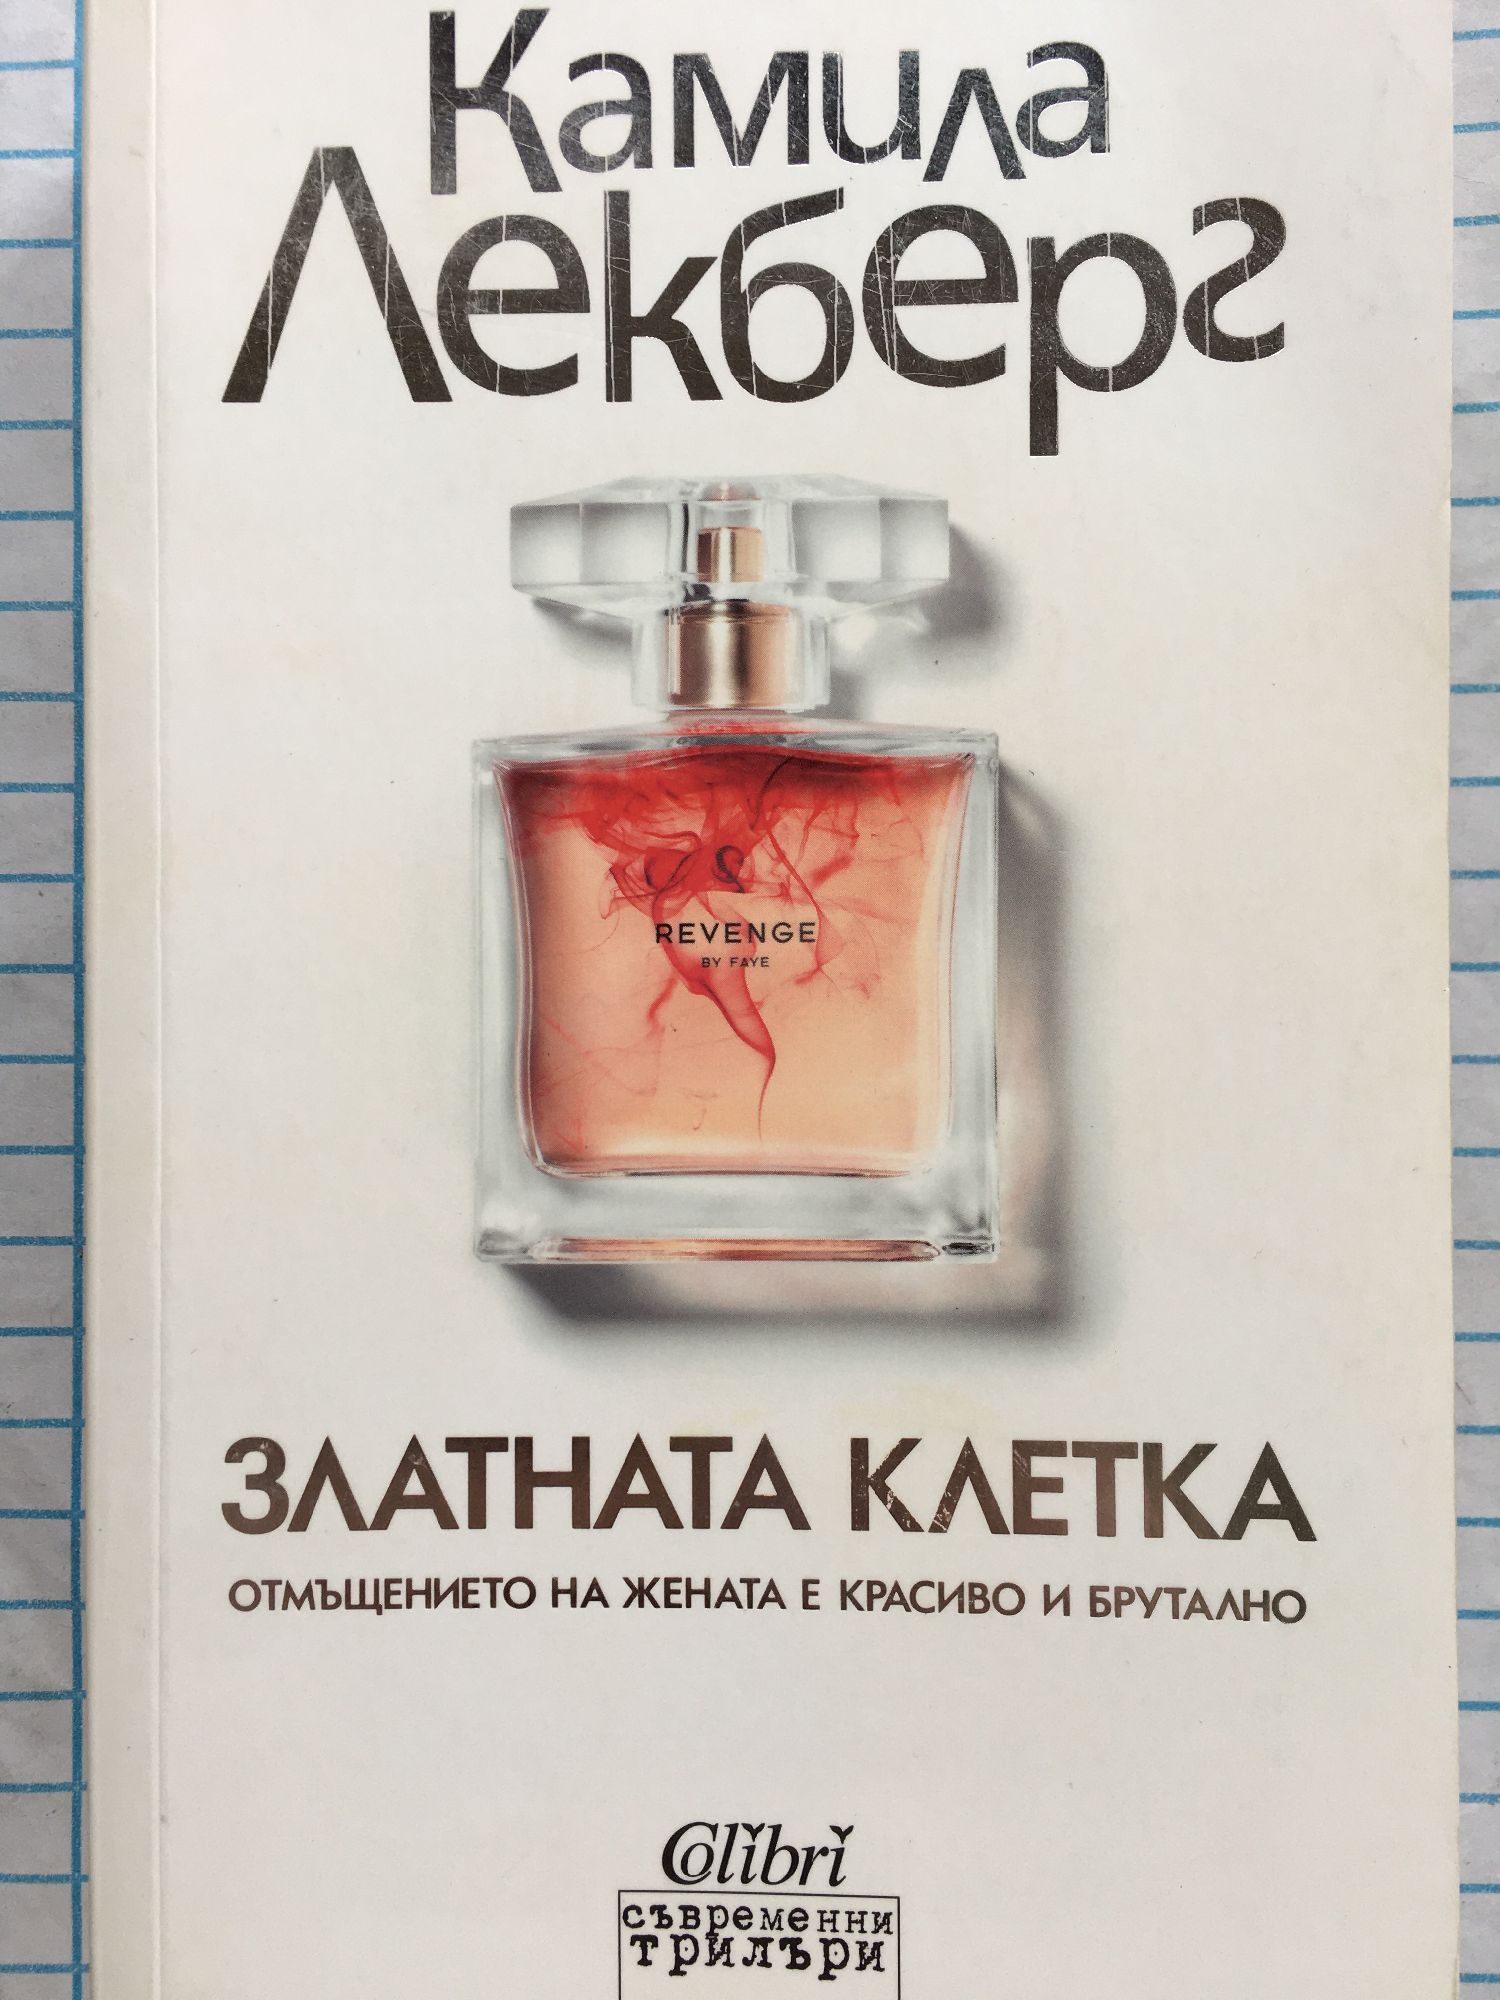 Камила
Лекберг
REVENGE
BY FAYE
ЗЛАТНАТА КЛЕТКА
ОТМЪЩЕНИЕТО НА ЖЕНАТА Е КРАСИВО И БРУТАЛНО
Colibri
съвременни
трилъри